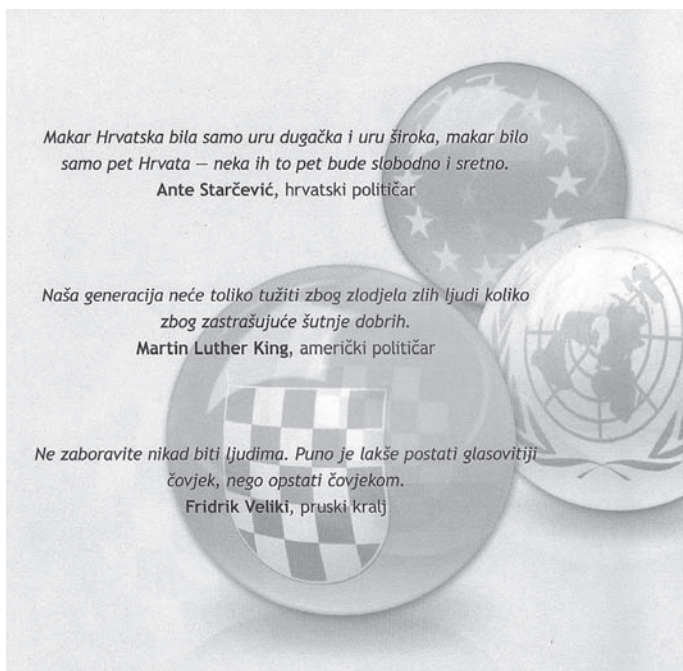 Makar Hrvatska bila samo uru dugačka i uru široka, makar bilo
samo pet Hrvata — neka ih to pet bude slobodno i sretno.
Ante Starčević, hrvatski političar
Naša generacija neće toliko tužiti zbog zlodjela zlih ljudi koliko
zbog zastrašujuće šutnje dobrih.
Martin Luther King, američki političar
Ne zaboravite nikad biti ljudima. Puno je lakše postati glasovitiji
čovjek, nego opstati čovjekom.
Fridrik Veliki, pruski kralj